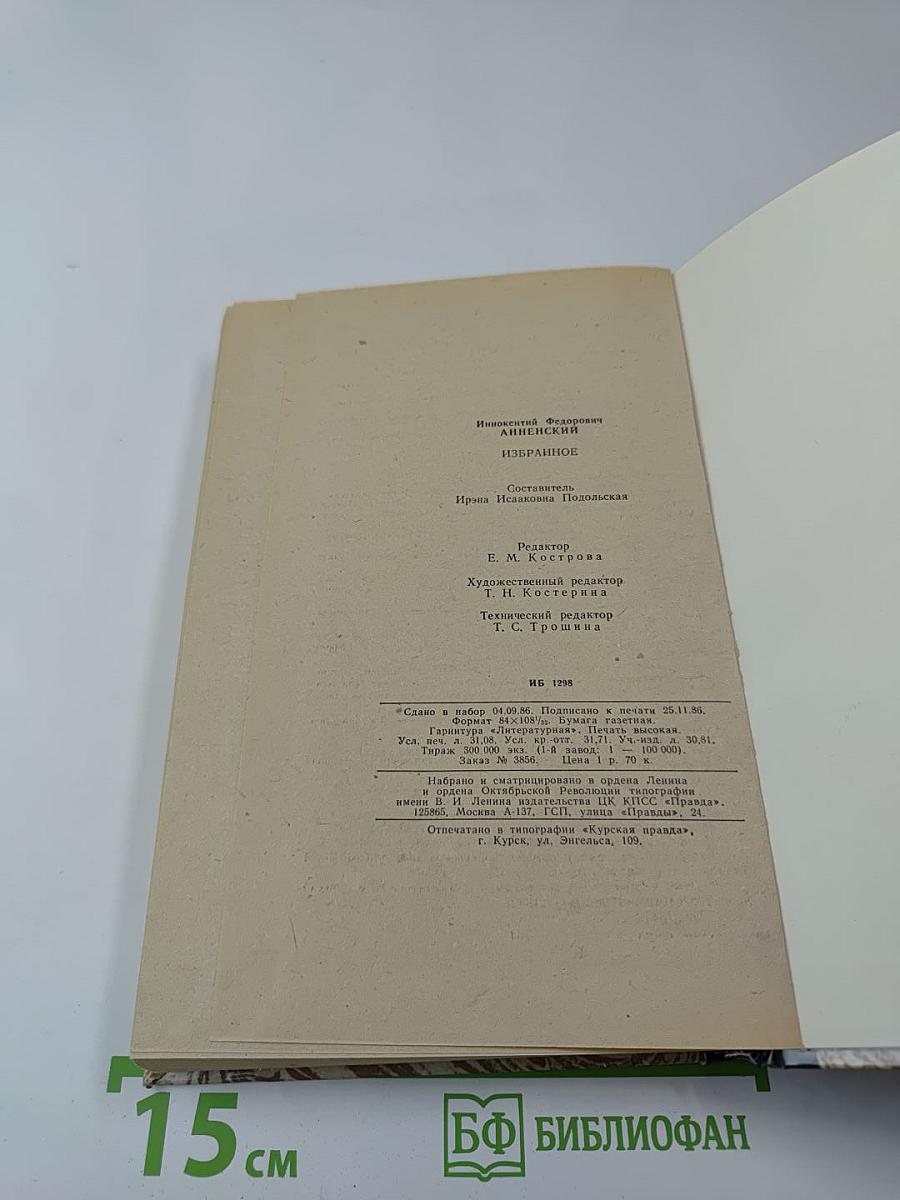 Иннокентий Федорович
АННЕНСКИЙ
ИЗБРАННОЕ
Составитель
Ирэна Исааковна Подольская
Редактор
Е. М. Кострова
Художественный редактор
Т. Н. Костерина
Технический редактор
Т. С. Трошина
ИБ 1298
Сдано в набор 04.09.86. Подписано к печати 25.11.86.
Формат 84×108¹/₃₂. Бумага газетная.
Гарнитура «Литературная». Печать высокая.
Усл. печ. л. 31,08. Усл. кр.-отт. 31,71. Уч.-изд. л. 30,81.
Тираж 300 000 экз. (1-й завод: 1 — 100 000).
Заказ № 3856. Цена 1 р. 70 к.
Набрано и сматрицировано в ордена Ленина
и ордена Октябрьской Революции типографии
имени В. И. Ленина издательства ЦК КПСС «Правда».
125865, Москва А-137, ГСП, улица «Правды», 24.
Отпечатано в типографии «Курская правда»,
г. Курск, ул. Энгельса, 109.
15 см
БФ БИБЛИОФАН